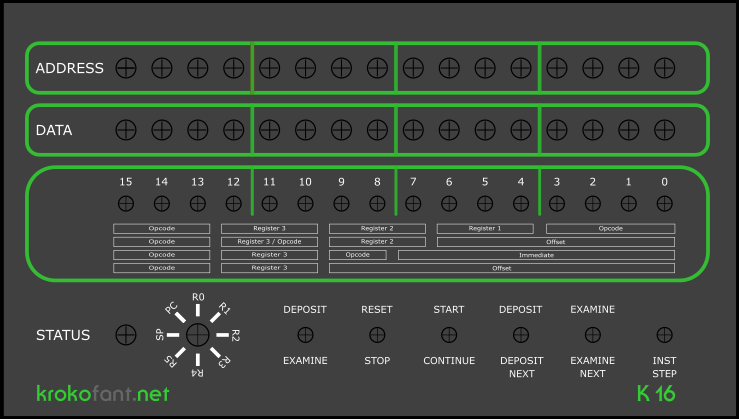 ADDRESS
DATA
15 14 13 12 11 10 9 8 7 6 5 4 3 2 1 0
Opcode Register 3 Register 2 Register 1 Opcode
Opcode Register 3 / Opcode Register 2 Offset
Opcode Register 3 Opcode Immediate
Opcode Register 3 Offset
STATUS
R0
R1
R2
R3
R4
R5
SP
PC
DEPOSIT RESET START DEPOSIT EXAMINE
EXAMINE STOP CONTINUE DEPOSIT EXAMINE INST
NEXT NEXT STEP
krokofant.net K 16